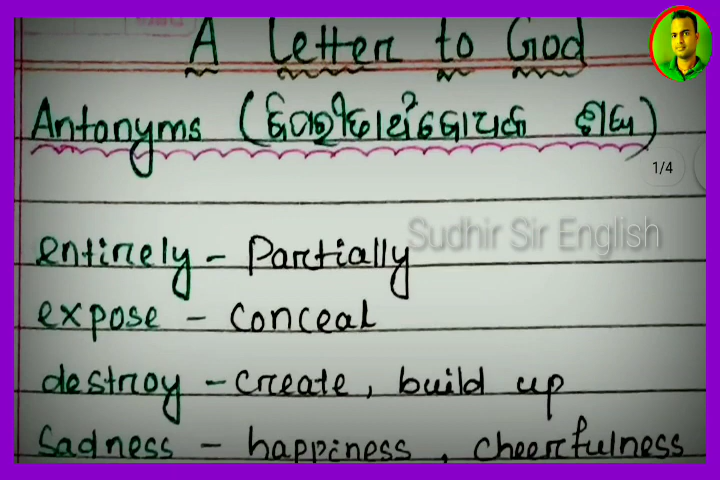 A Letter to God
Antonyms (ବିପରୀତାର୍ଥବୋଧକ ଶବ୍ଦ)
1/4
Sudhir Sir English
entirely - Partially
expose - conceal
destroy - create, build up
Sadness - happiness, cheerfulness